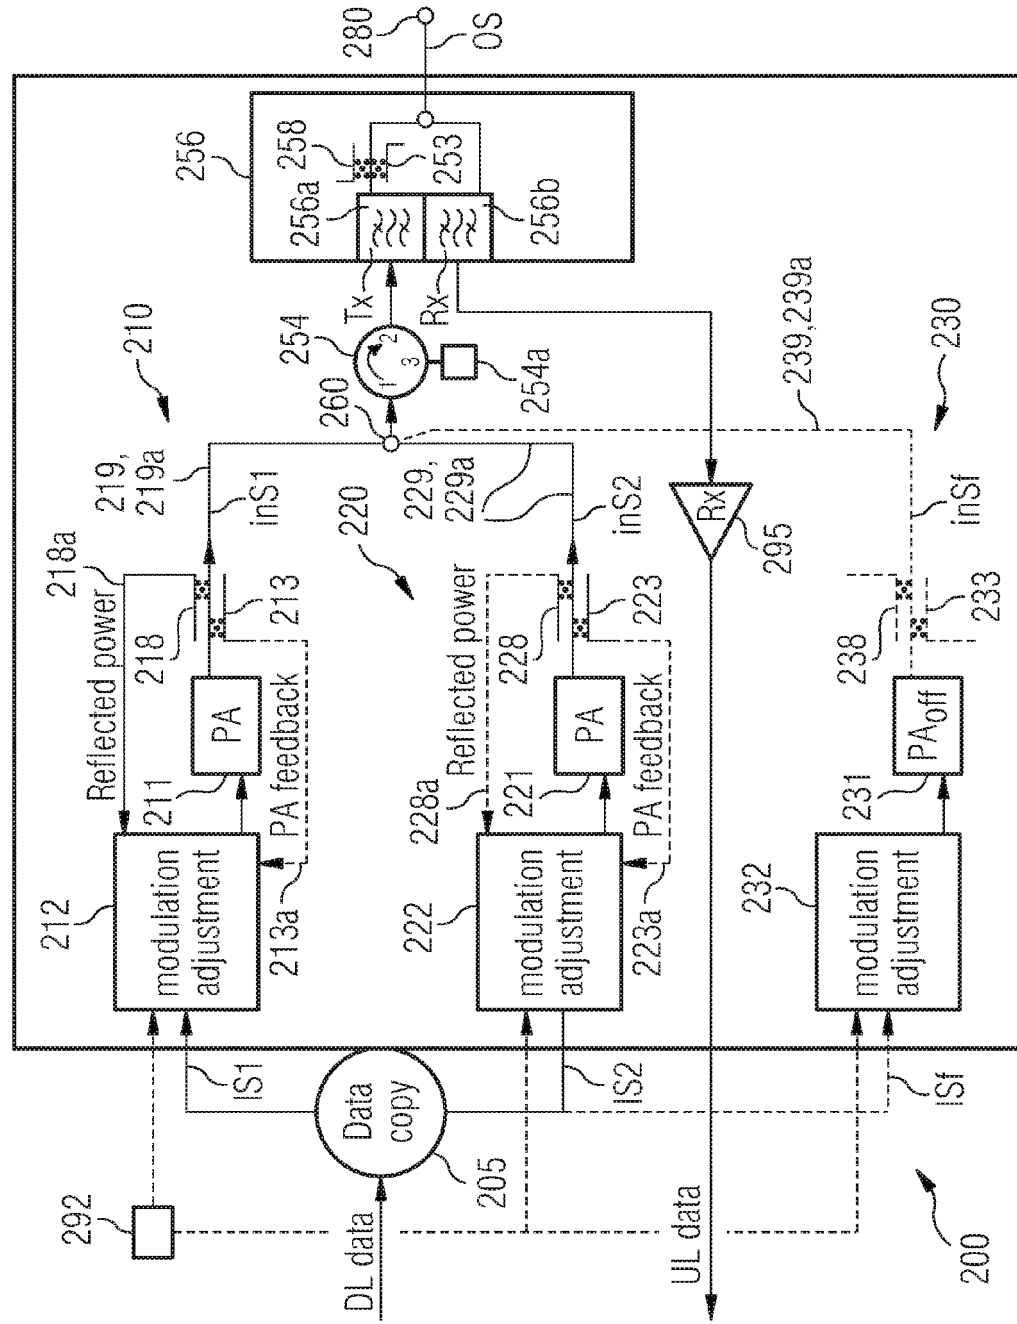 280
OS
256
258
253
256a
256b
Tx
Rx
210
254
1
2
3
254a
260
239,239a
230
219,
219a
inS1
229,
229a
220
inS2
Rx
295
inSf
218a
Reflected power
218
213
PA
211
PA feedback
Reflected power
228
223
PA
228a
221
PA feedback
238
233
PAoff
231
212
modulation
adjustment
213a
222
modulation
adjustment
223a
232
modulation
adjustment
IS1
Data
copy
205
IS2
ISf
292
DL data
UL data
200